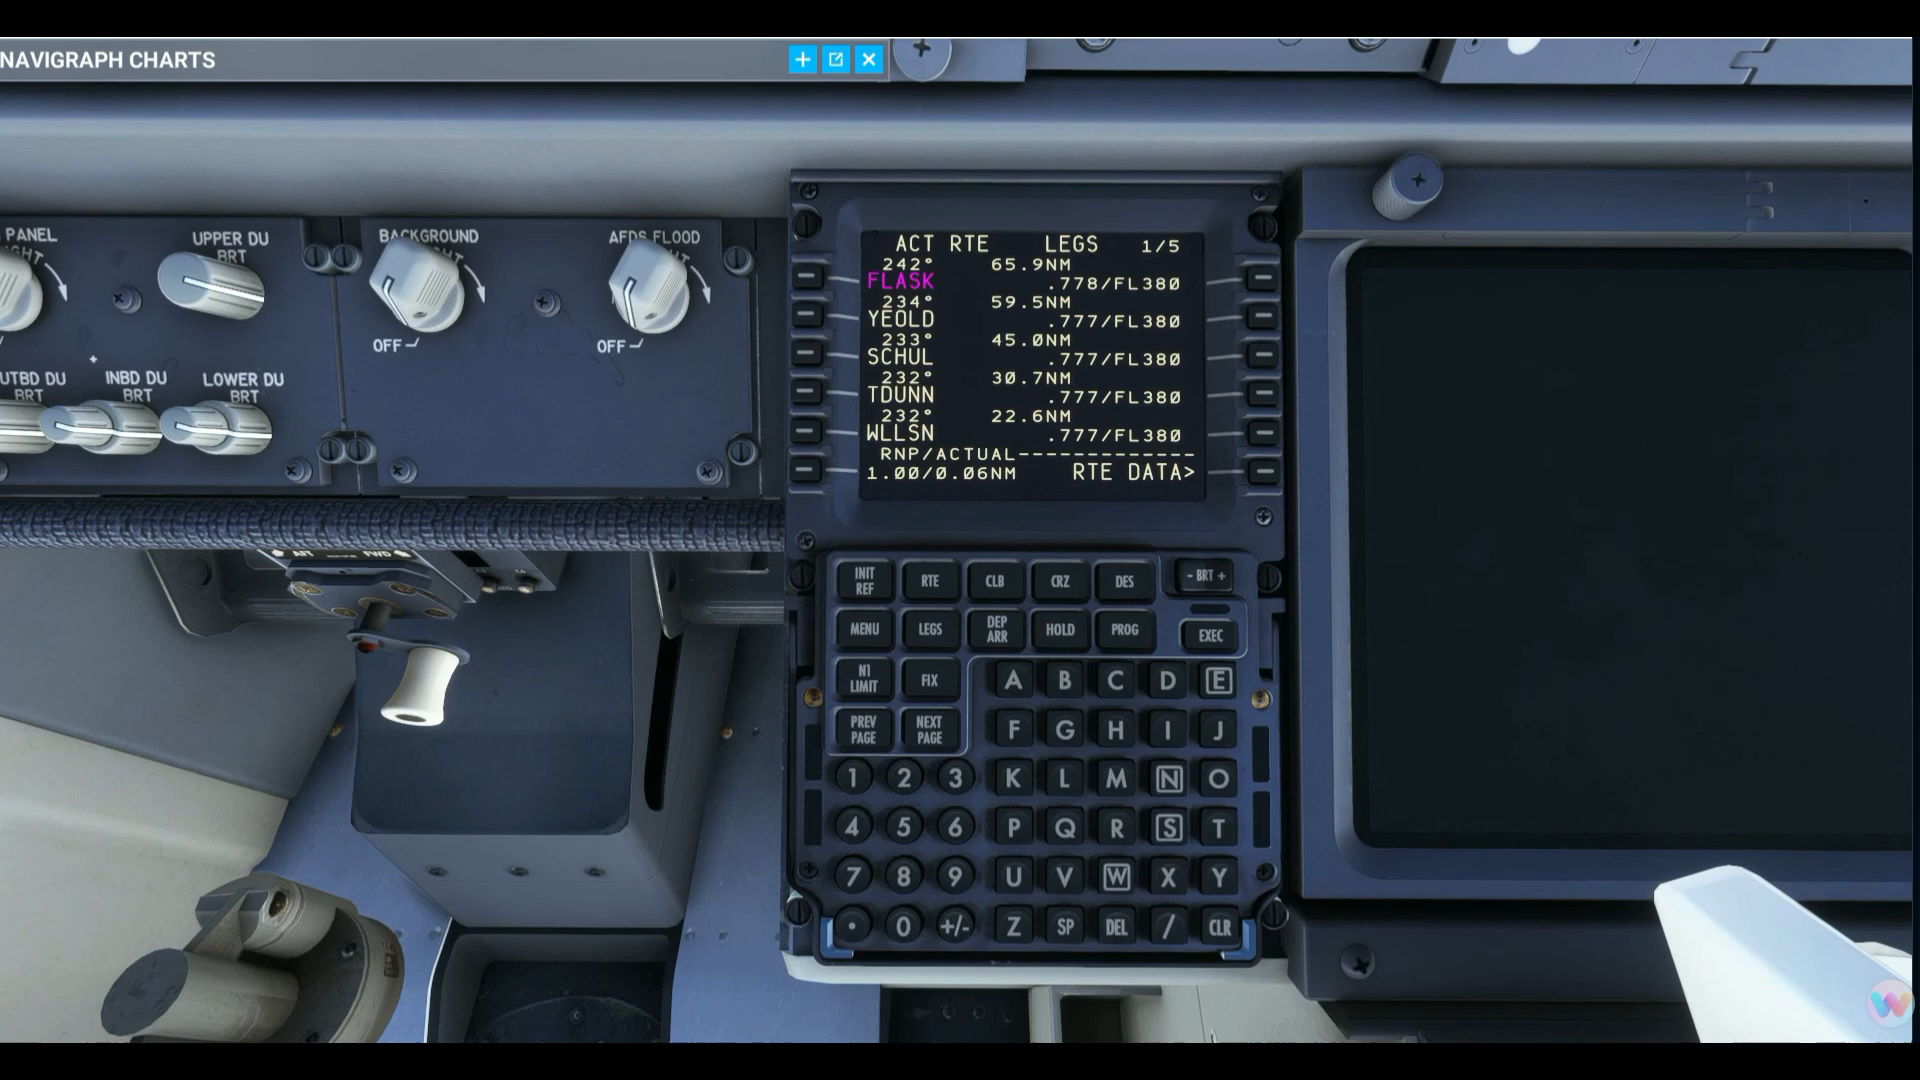 NAVIGRAPH CHARTS
PANEL
UPPER DU
BRT
BACKGROUND
AFDS FLOOD
OFF
OFF
UTBD DU
BRT
INBD DU
BRT
LOWER DU
BRT
AFT
FWD
ACT RTE LEGS 1/5
242° 65.9NM
FLASK .778/FL380
234° 59.5NM
YEOLD .777/FL380
233° 45.0NM
SCHUL .777/FL380
232° 30.7NM
TDUNN .777/FL380
232° 22.6NM
WLLSN .777/FL380
RNP/ACTUAL-------------
1.00/0.06NM RTE DATA>
INIT REF RTE CLB CRZ DES - BRT +
MENU LEGS DEP ARR HOLD PROG EXEC
N1 LIMIT FIX A B C D E
PREV PAGE NEXT PAGE F G H I J
1 2 3 K L M N O
4 5 6 P Q R S T
7 8 9 U V W X Y
. 0 +/- Z SP DEL / CLR